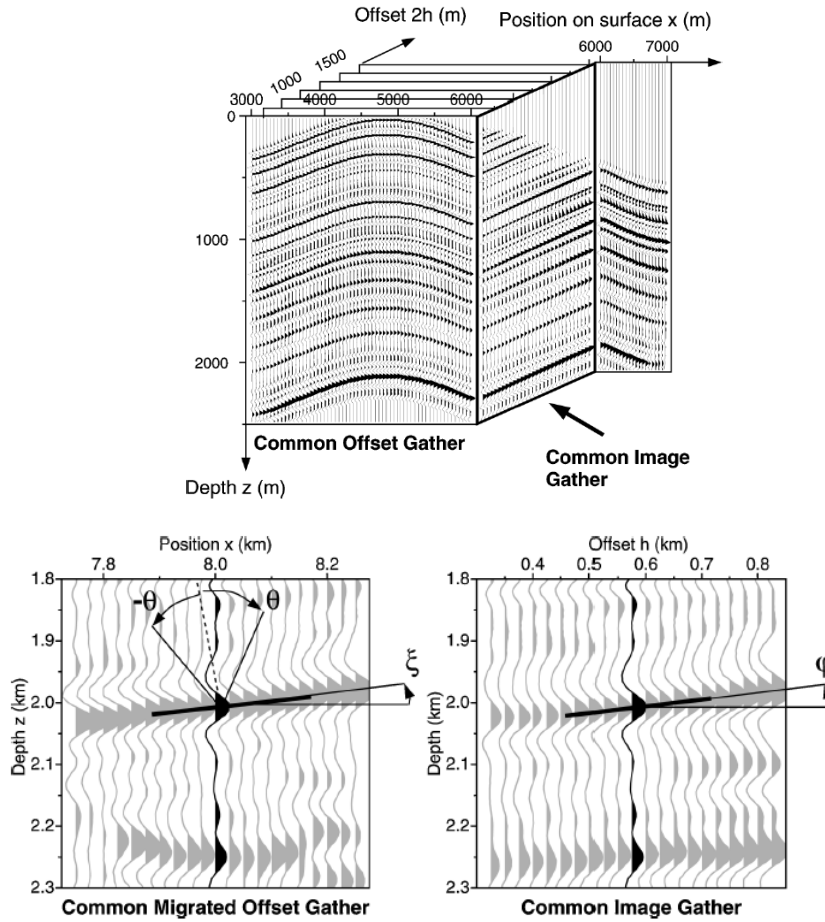 Offset 2h (m)
Position on surface x (m)
1500
1000
6000 7000
3000 4000 5000 6000
0
1000
2000
Common Offset Gather
Common Image
Gather
Depth z (m)
Position x (km)
7.8 8.0 8.2
1.8
-θ θ
1.9
ξ
2.0
Depth z (km)
2.1
2.2
2.3
Common Migrated Offset Gather
Offset h (km)
0.4 0.5 0.6 0.7 0.8
1.8
1.9
φ
2.0
Depth (km)
2.1
2.2
2.3
Common Image Gather